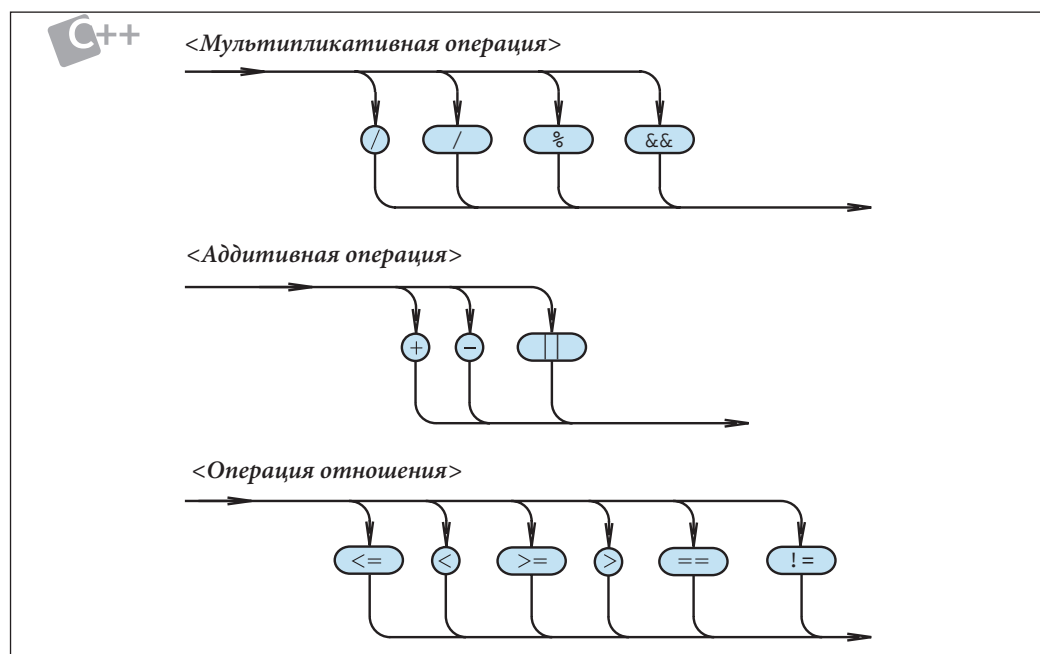 C++
<Мультипликативная операция>
/ / % &&
<Аддитивная операция>
+ - ||
<Операция отношения>
<= < >= > == !=